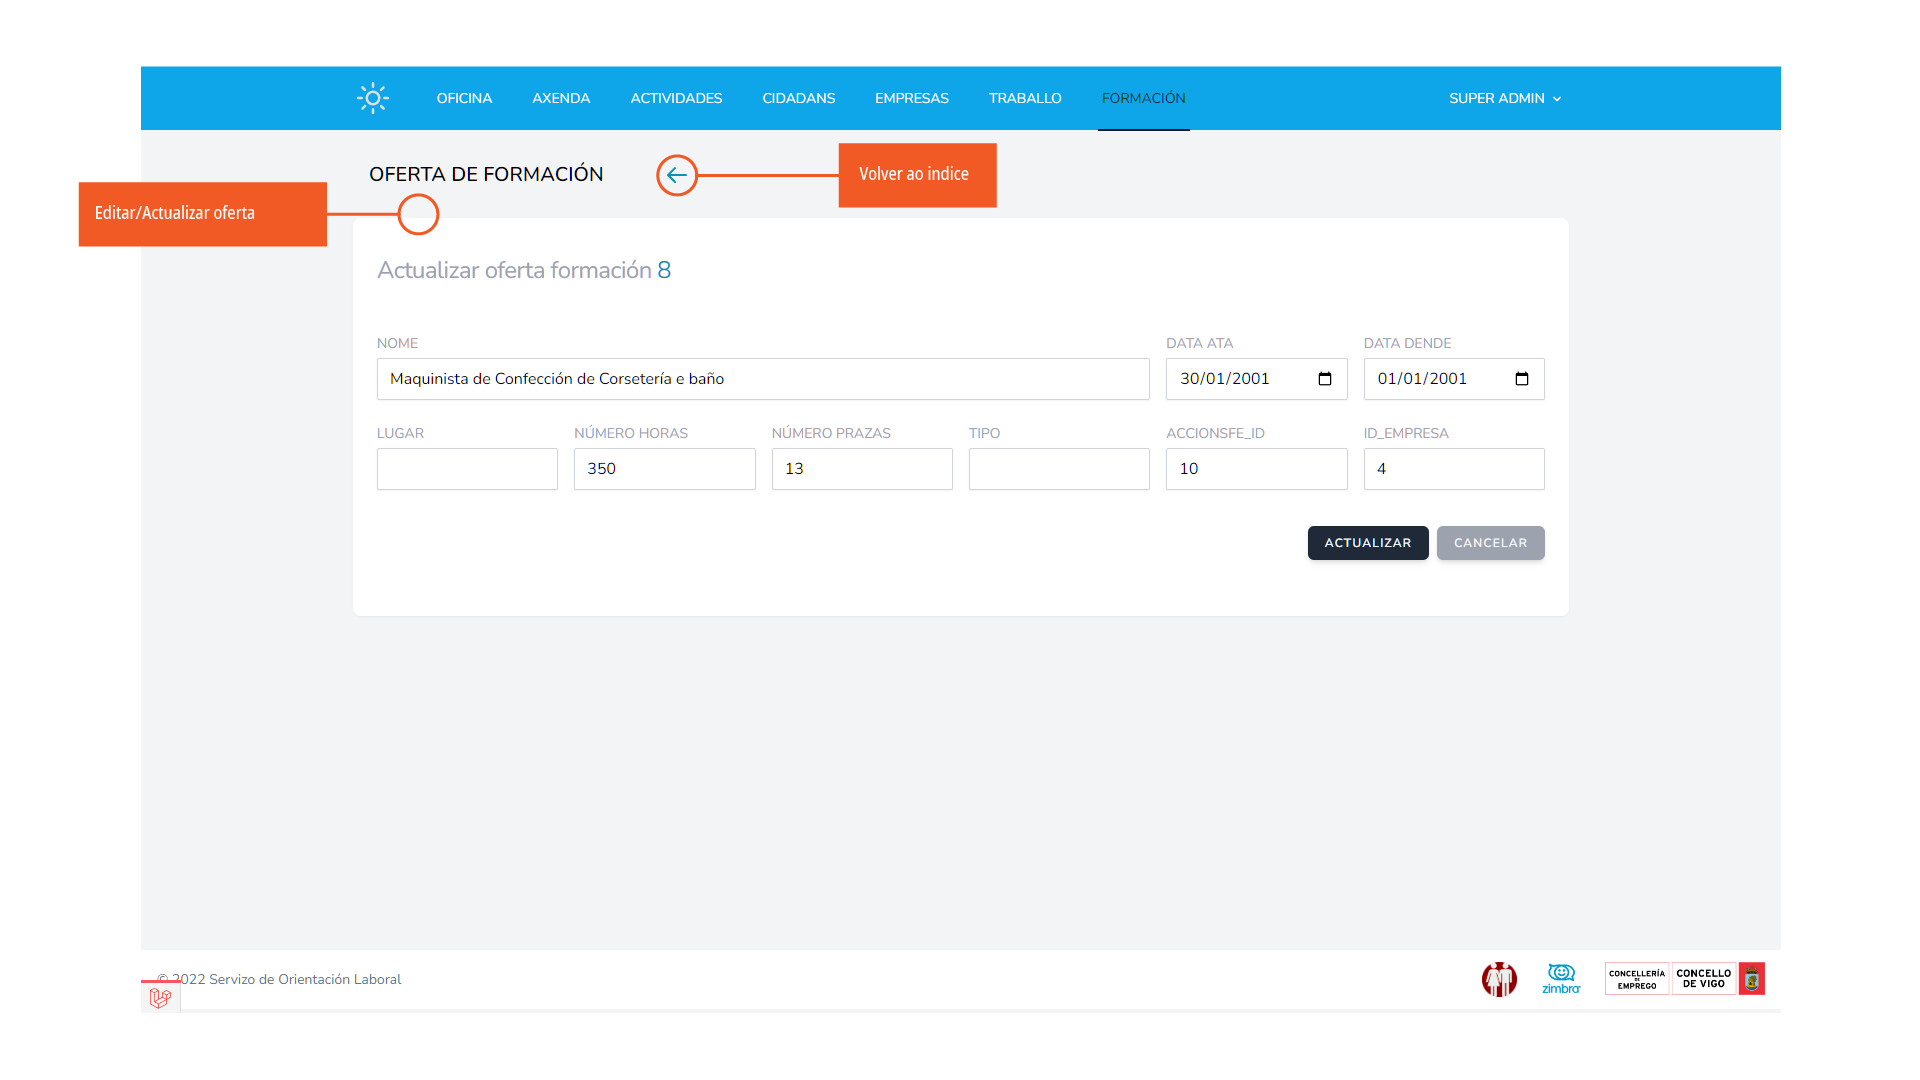 OFICINA AXENDA ACTIVIDADES CIDADANS EMPRESAS TRABALLO FORMACIÓN SUPER ADMIN
OFERTA DE FORMACIÓN
Volver ao indice
Editar/Actualizar oferta
Actualizar oferta formación 8
NOME DATA ATA DATA DENDE
Maquinista de Confección de Corsetería e baño 30/01/2001 01/01/2001
LUGAR NÚMERO HORAS NÚMERO PRAZAS TIPO ACCIONSFE_ID ID_EMPRESA
350 13 10 4
ACTUALIZAR CANCELAR
© 2022 Servizo de Orientación Laboral
zimbra
CONCELLERÍA
DE
EMPREGO
CONCELLO
DE VIGO